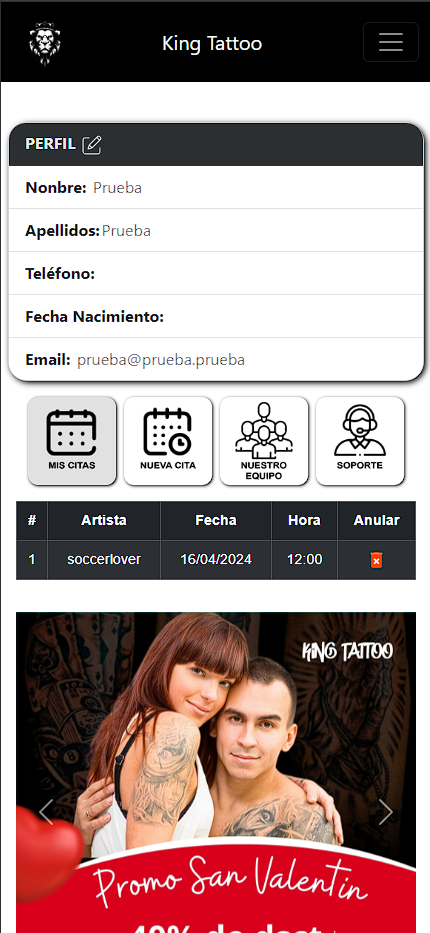 King Tattoo
PERFIL
Nonbre: Prueba
Apellidos: Prueba
Teléfono:
Fecha Nacimiento:
Email: prueba@prueba.prueba
MIS CITAS
NUEVA CITA
NUESTRO
EQUIPO
SOPORTE
# Artista Fecha Hora Anular
1 soccerlover 16/04/2024 12:00
KING TATTOO
Promo San Valentin